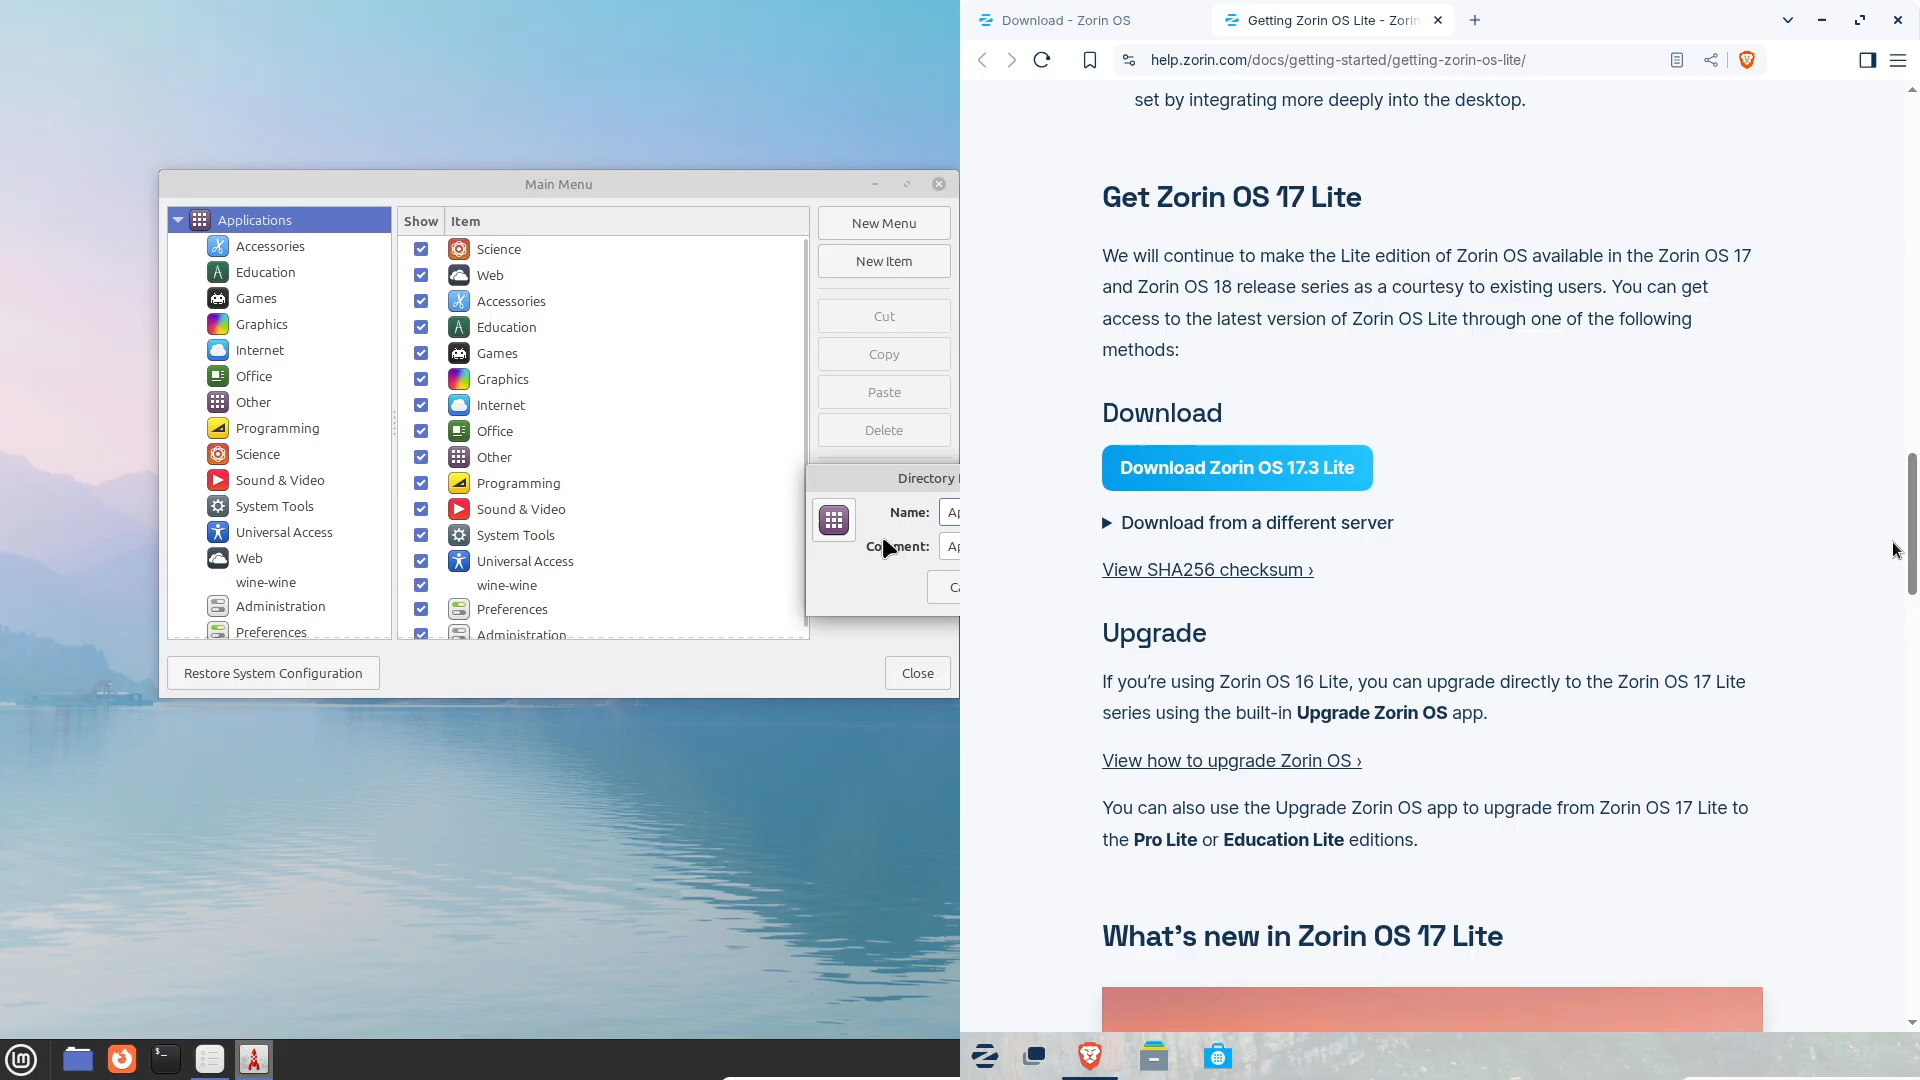 Main Menu
Applications
Accessories
Education
Games
Graphics
Internet
Office
Other
Programming
Science
Sound & Video
System Tools
Universal Access
Web
wine-wine
Administration
Preferences
Show Item
Science
Web
Accessories
Education
Games
Graphics
Internet
Office
Other
Programming
Sound & Video
System Tools
Universal Access
wine-wine
Preferences
Administration
New Menu
New Item
Cut
Copy
Paste
Delete
Directory
Name: Ap
Comment: Ap
Ca
Restore System Configuration
Close
Download - Zorin OS
Getting Zorin OS Lite - Zorin
help.zorin.com/docs/getting-started/getting-zorin-os-lite/
set by integrating more deeply into the desktop.
Get Zorin OS 17 Lite
We will continue to make the Lite edition of Zorin OS available in the Zorin OS 17
and Zorin OS 18 release series as a courtesy to existing users. You can get
access to the latest version of Zorin OS Lite through one of the following
methods:
Download
Download Zorin OS 17.3 Lite
Download from a different server
View SHA256 checksum ›
Upgrade
If you’re using Zorin OS 16 Lite, you can upgrade directly to the Zorin OS 17 Lite
series using the built-in Upgrade Zorin OS app.
View how to upgrade Zorin OS ›
You can also use the Upgrade Zorin OS app to upgrade from Zorin OS 17 Lite to
the Pro Lite or Education Lite editions.
What’s new in Zorin OS 17 Lite